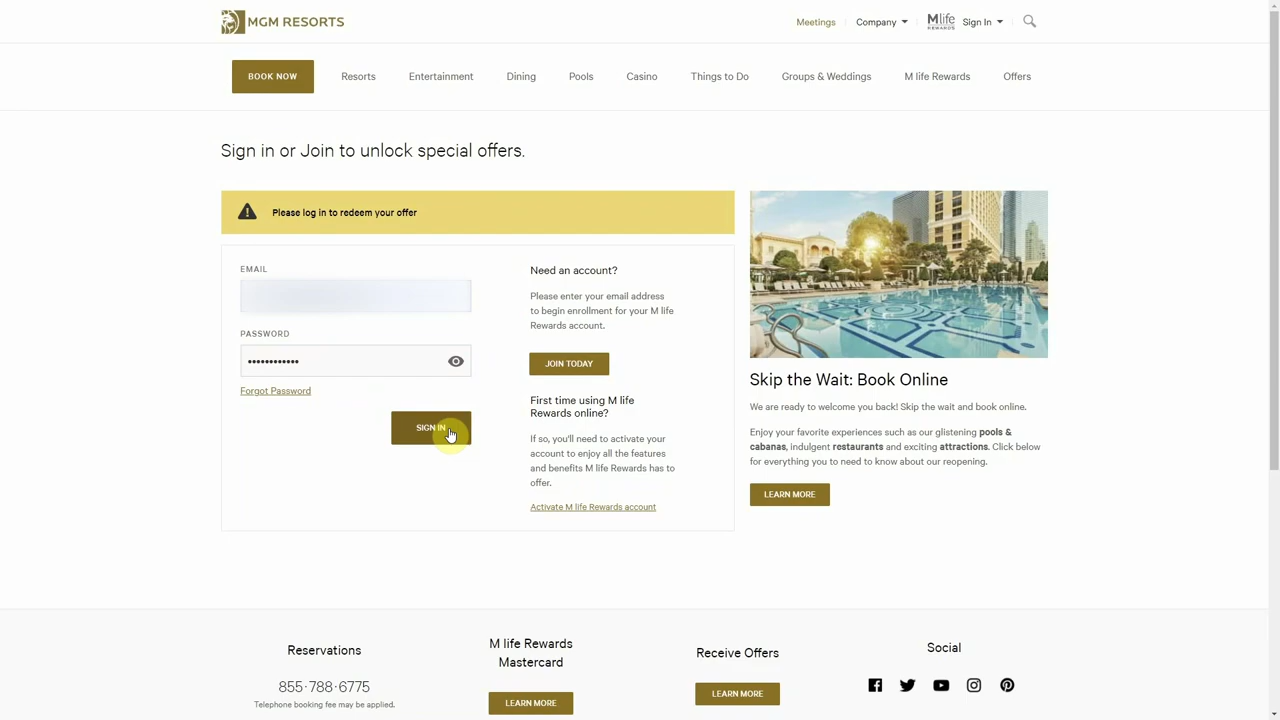 MGM RESORTS
Meetings
Company
Mlife
REWARDS
Sign In
BOOK NOW
Resorts
Entertainment
Dining
Pools
Casino
Things to Do
Groups & Weddings
M life Rewards
Offers
Sign in or Join to unlock special offers.
Please log in to redeem your offer
EMAIL
PASSWORD
••••••••••••
Forgot Password
SIGN IN
Need an account?
Please enter your email address
to begin enrollment for your M life
Rewards account.
JOIN TODAY
First time using M life
Rewards online?
If so, you'll need to activate your
account to enjoy all the features
and benefits M life Rewards has to
offer.
Activate M life Rewards account
Skip the Wait: Book Online
We are ready to welcome you back! Skip the wait and book online.
Enjoy your favorite experiences such as our glistening pools &
cabanas, indulgent restaurants and exciting attractions. Click below
for everything you to need to know about our reopening.
LEARN MORE
Reservations
855·788·6775
Telephone booking fee may be applied.
M life Rewards
Mastercard
LEARN MORE
Receive Offers
LEARN MORE
Social